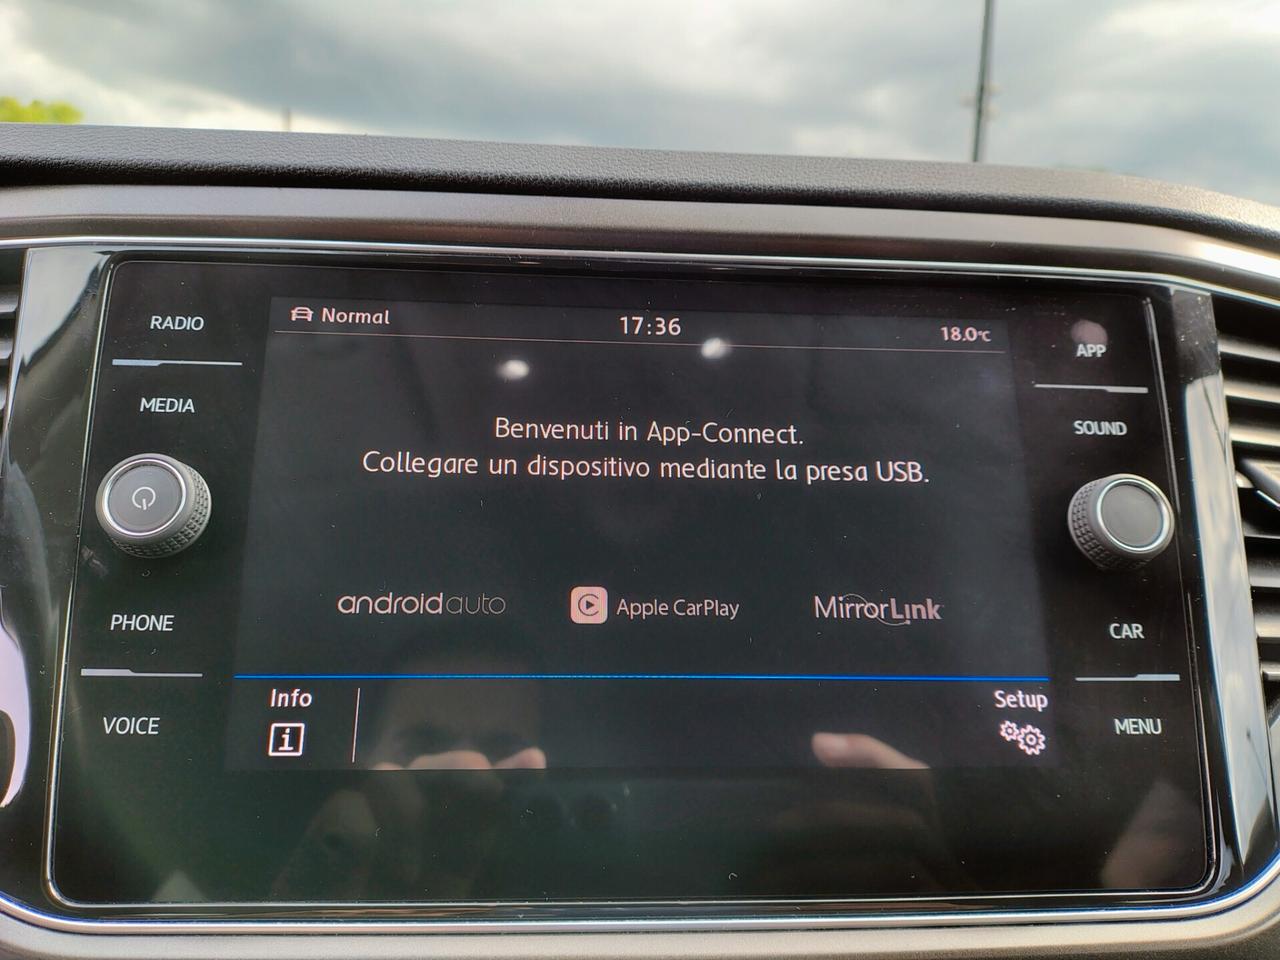 RADIO
MEDIA
PHONE
VOICE
Normal
17:36
18.0°C
Benvenuti in App-Connect.
Collegare un dispositivo mediante la presa USB.
androidauto
Apple CarPlay
MirrorLink
Info
i
Setup
APP
SOUND
CAR
MENU